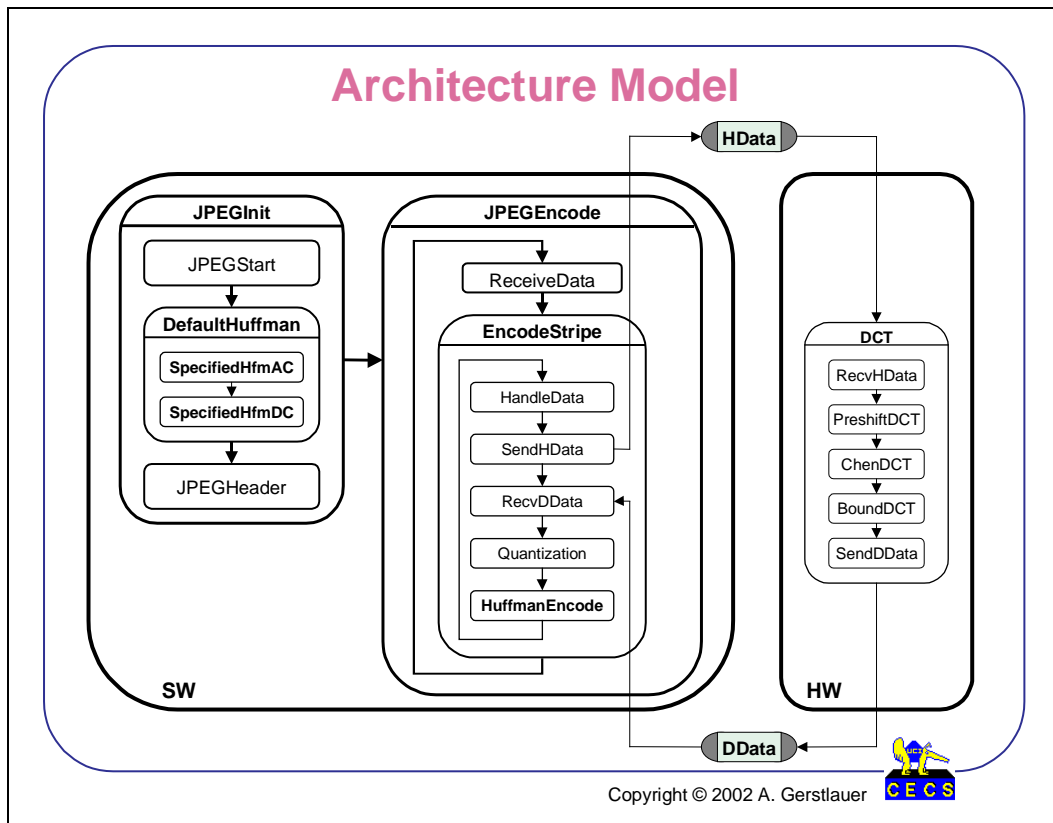 Architecture Model
HData
JPEGInit
JPEGStart
DefaultHuffman
SpecifiedHfmAC
SpecifiedHfmDC
JPEGHeader
JPEGEncode
ReceiveData
EncodeStripe
HandleData
SendHData
RecvDData
Quantization
HuffmanEncode
SW
DCT
RecvHData
PreshiftDCT
ChenDCT
BoundDCT
SendDData
HW
DData
Copyright © 2002 A. Gerstlauer
UCI
CECS